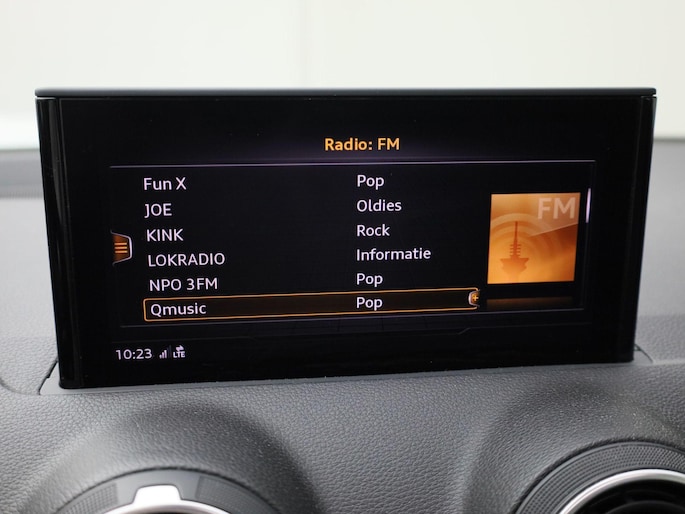 Radio: FM
Fun X Pop
JOE Oldies
KINK Rock
LOKRADIO Informatie
NPO 3FM Pop
Qmusic Pop
FM
10:23 LTE